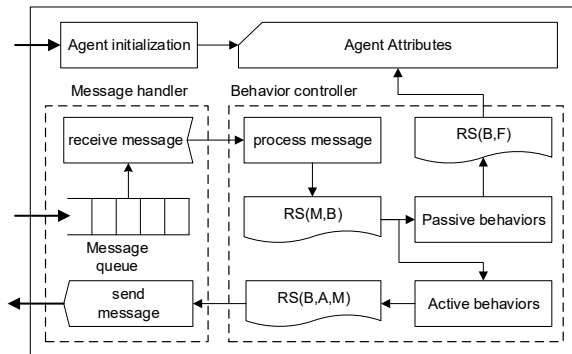 Agent initialization
Agent Attributes
Message handler
Behavior controller
receive message
process message
RS(B,F)
RS(M,B)
Passive behaviors
Message
queue
send
message
RS(B,A,M)
Active behaviors